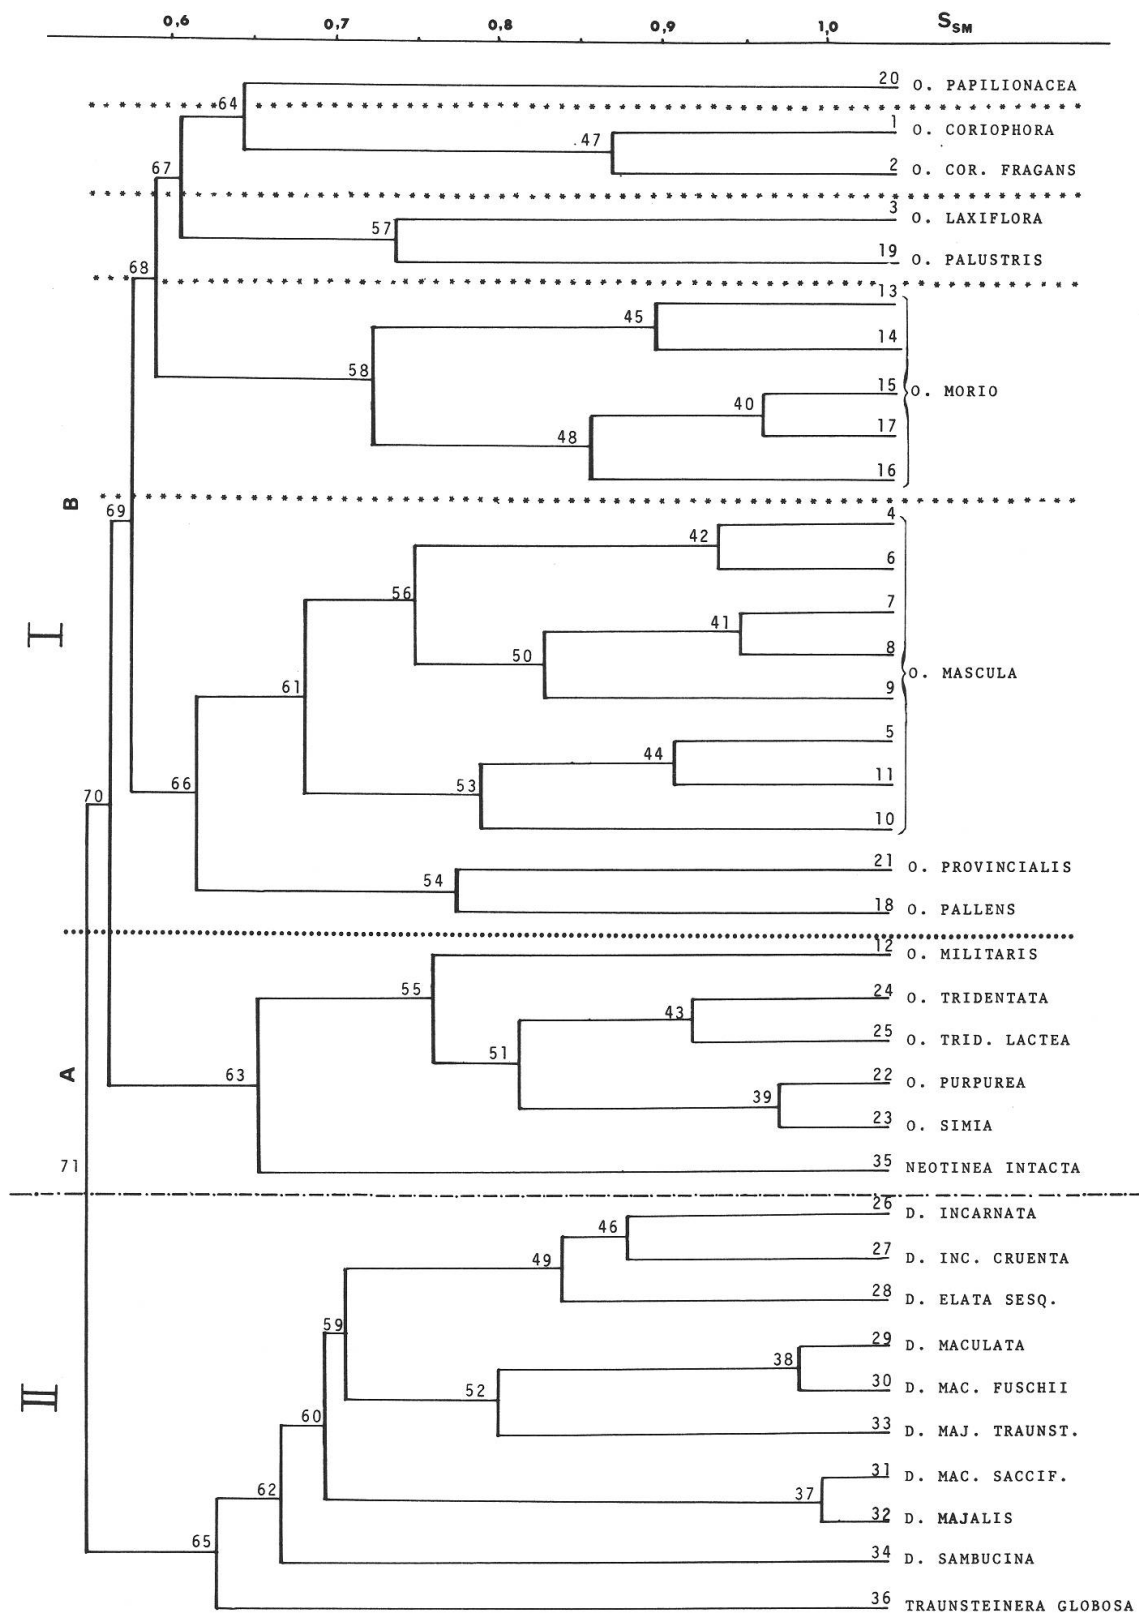 0,6 0,7 0,8 0,9 1,0 SSM
20 O. PAPILIONACEA
64
1 O. CORIOPHORA
47
2 O. COR. FRAGANS
67
3 O. LAXIFLORA
57
19 O. PALUSTRIS
68
13
45
14
58
15 O. MORIO
40
17
48
16
B
69
4
42
6
56
7
41
8
50
O. MASCULA
9
61
I
5
44
11
53
66
70
10
21 O. PROVINCIALIS
54
18 O. PALLENS
12 O. MILITARIS
55
24 O. TRIDENTATA
43
25 O. TRID. LACTEA
51
A
63
22 O. PURPUREA
39
23 O. SIMIA
71
35 NEOTINEA INTACTA
26 D. INCARNATA
46
27 D. INC. CRUENTA
49
28 D. ELATA SESQ.
59
29 D. MACULATA
38
30 D. MAC. FUSCHII
52
II
60
33 D. MAJ. TRAUNST.
31 D. MAC. SACCIF.
62
37
32 D. MAJALIS
65
34 D. SAMBUCINA
36 TRAUNSTEINERA GLOBOSA